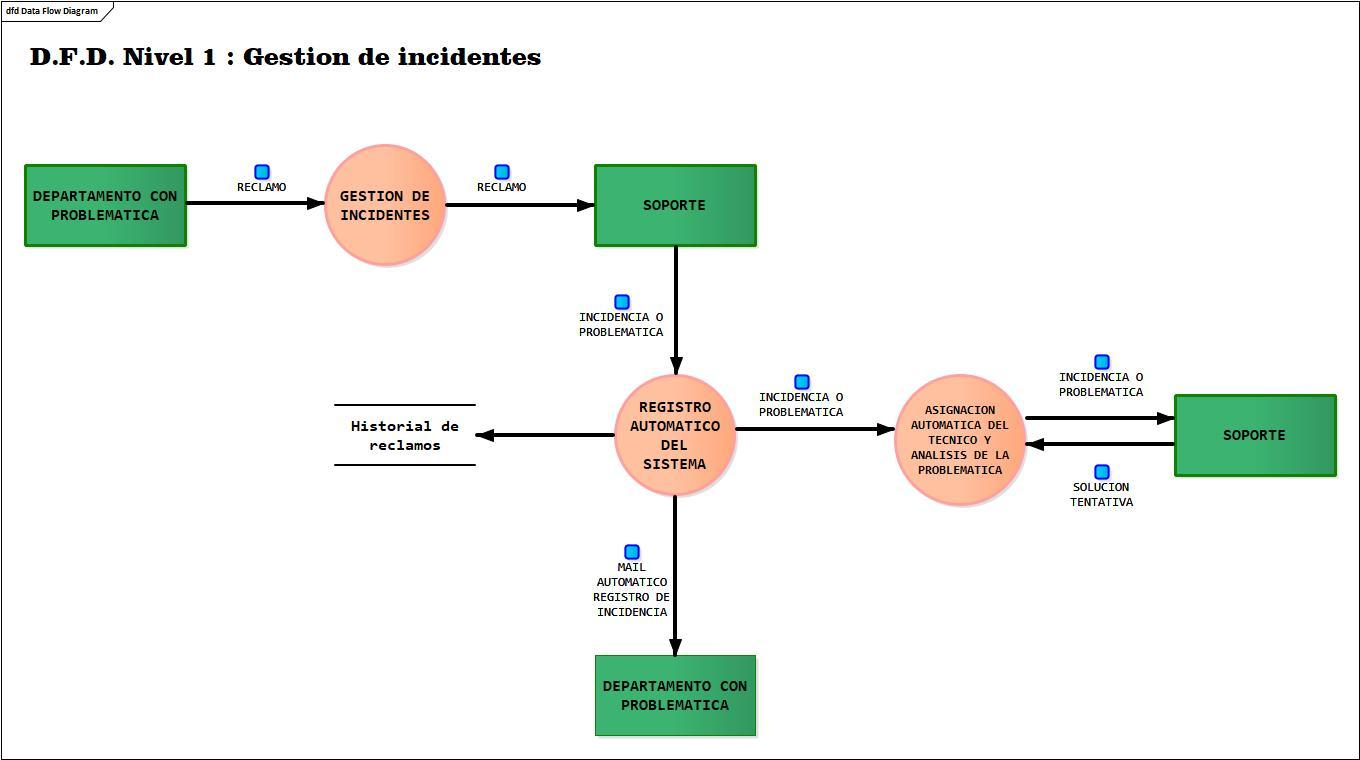 dfd Data Flow Diagram
D.F.D. Nivel 1 : Gestion de incidentes
DEPARTAMENTO CON
PROBLEMATICA
RECLAMO
GESTION DE
INCIDENTES
RECLAMO
SOPORTE
INCIDENCIA O
PROBLEMATICA
Historial de
reclamos
REGISTRO
AUTOMATICO
DEL
SISTEMA
INCIDENCIA O
PROBLEMATICA
ASIGNACION
AUTOMATICA DEL
TECNICO Y
ANALISIS DE LA
PROBLEMATICA
INCIDENCIA O
PROBLEMATICA
SOPORTE
SOLUCION
TENTATIVA
MAIL
AUTOMATICO
REGISTRO DE
INCIDENCIA
DEPARTAMENTO CON
PROBLEMATICA